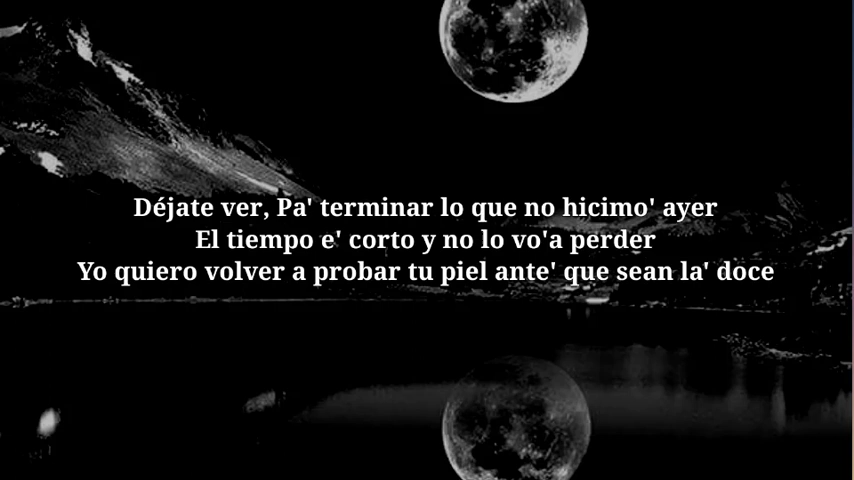 Déjate ver, Pa' terminar lo que no hicimo' ayer
El tiempo e' corto y no lo vo'a perder
Yo quiero volver a probar tu piel ante' que sean la' doce